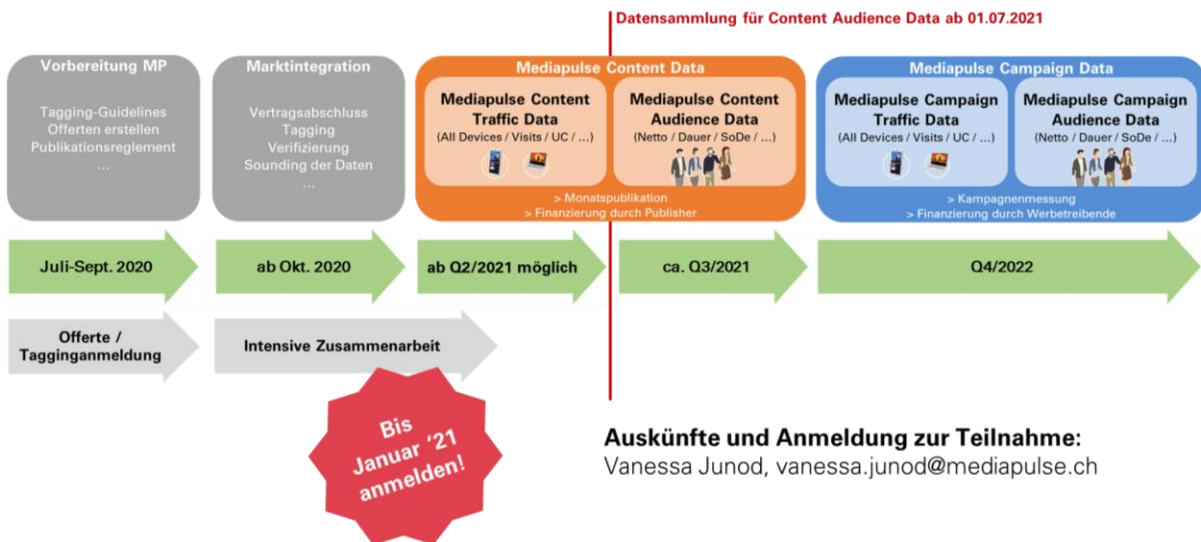 Datensammlung für Content Audience Data ab 01.07.2021
Vorbereitung MP
Tagging-Guidelines
Offerten erstellen
Publikationsreglement
...
Marktintegration
Vertragsabschluss
Tagging
Verifizierung
Sounding der Daten
...
Mediapulse Content Data
Mediapulse Content
Traffic Data
(All Devices / Visits / UC / ...)
Mediapulse Content
Audience Data
(Netto / Dauer / SoDe / ...)
> Monatspublikation
> Finanzierung durch Publisher
Mediapulse Campaign Data
Mediapulse Campaign
Traffic Data
(All Devices / Visits / UC / ...)
Mediapulse Campaign
Audience Data
(Netto / Dauer / SoDe / ...)
> Kampagnenmessung
> Finanzierung durch Werbetreibende
Juli-Sept. 2020
ab Okt. 2020
ab Q2/2021 möglich
ca. Q3/2021
Q4/2022
Offerte /
Tagginganmeldung
Intensive Zusammenarbeit
Bis
Januar ‘21
anmelden!
Auskünfte und Anmeldung zur Teilnahme:
Vanessa Junod, vanessa.junod@mediapulse.ch